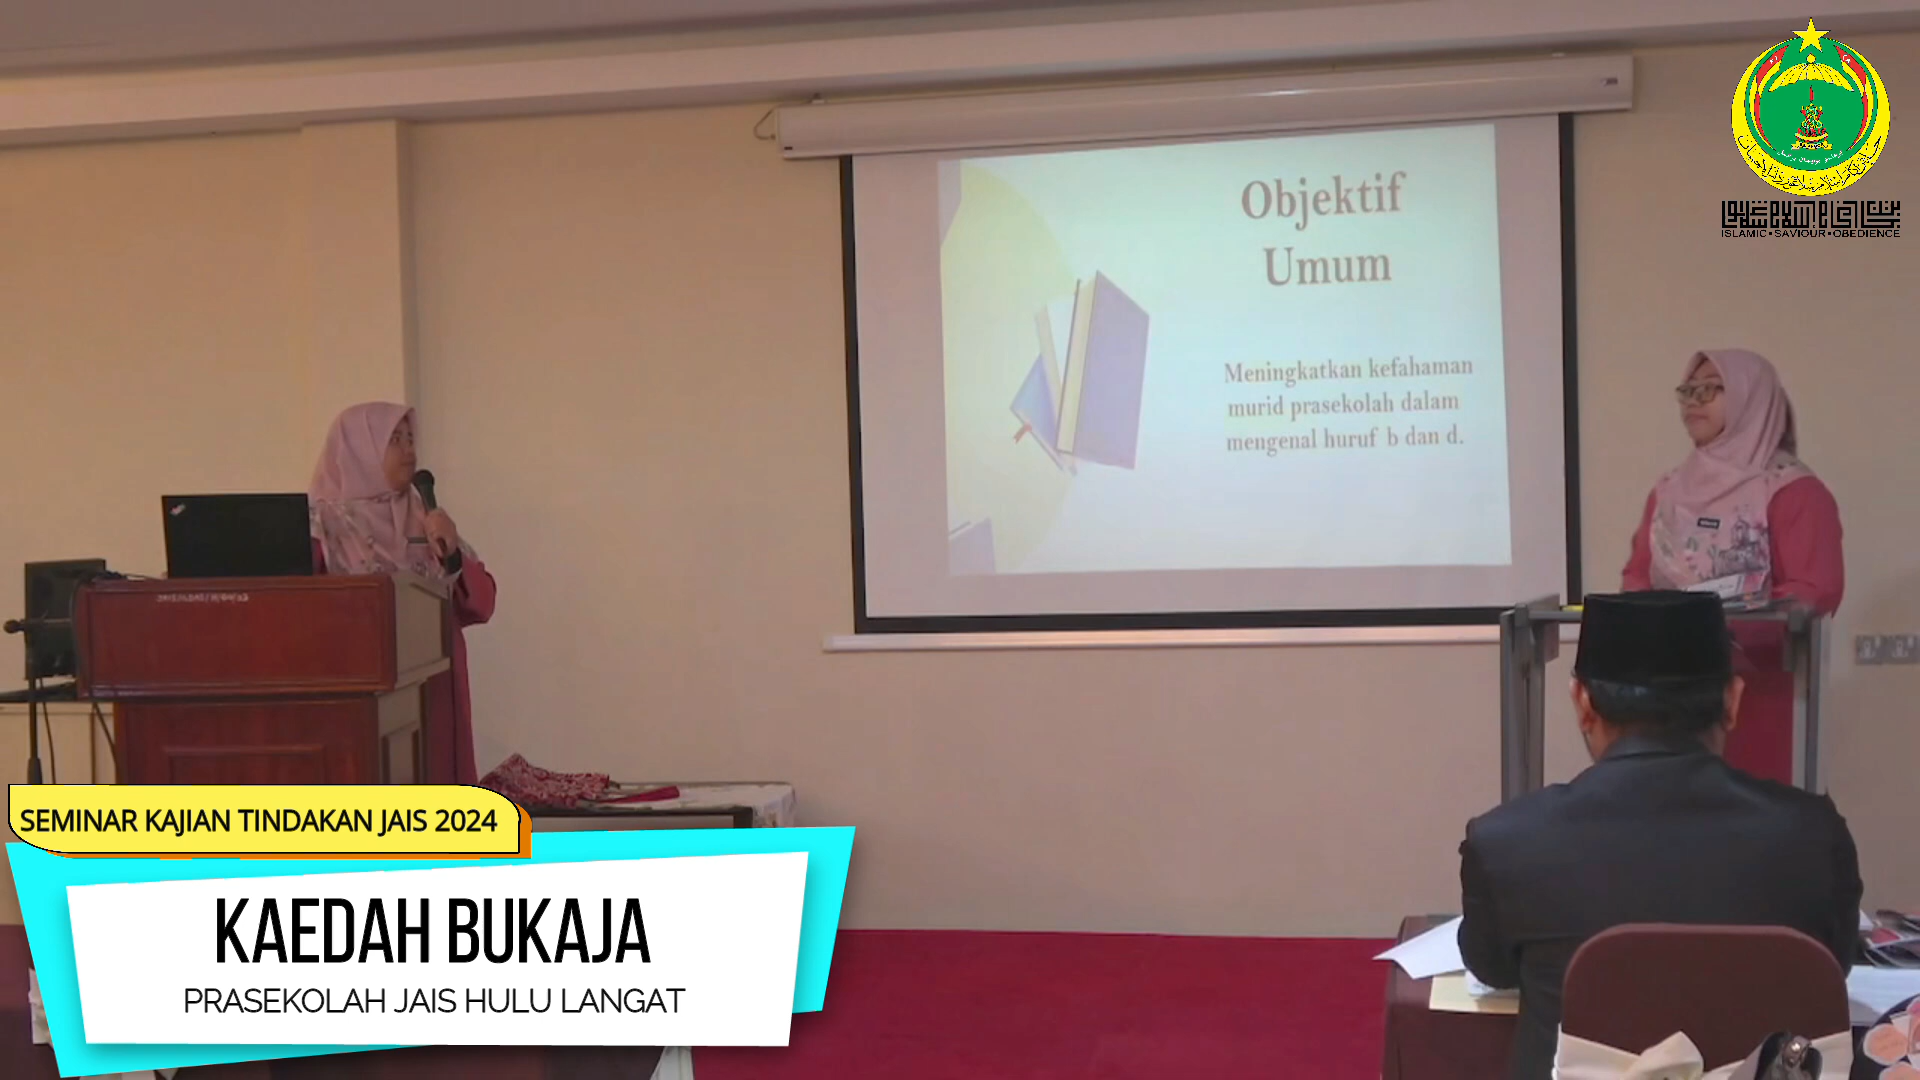 Objektif
Umum
Meningkatkan kefahaman
murid prasekolah dalam
mengenal huruf b dan d.
ISLAMIC•SAVIOUR•OBEDIENCE
SEMINAR KAJIAN TINDAKAN JAIS 2024
KAEDAH BUKAJA
PRASEKOLAH JAIS HULU LANGAT